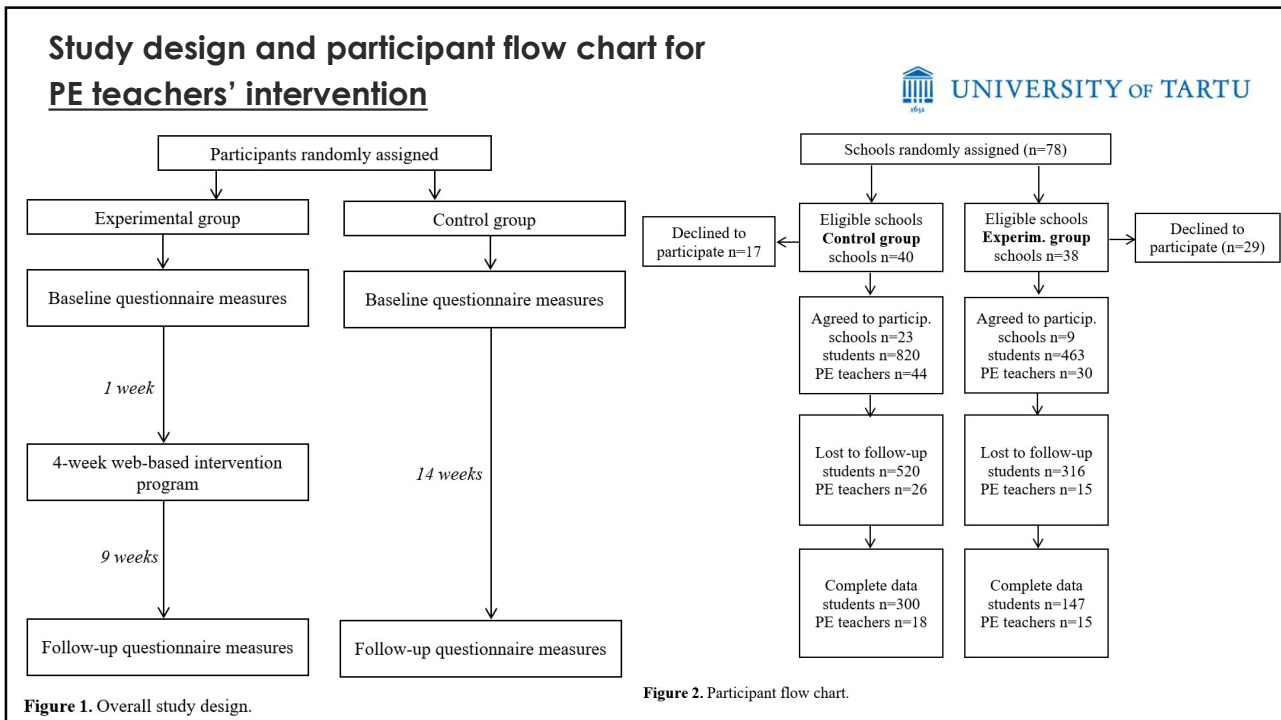 Study design and participant flow chart for
PE teachers' intervention
1632
UNIVERSITY OF TARTU
Participants randomly assigned
Experimental group
Control group
Baseline questionnaire measures
Baseline questionnaire measures
1 week
4-week web-based intervention
program
14 weeks
9 weeks
Follow-up questionnaire measures
Follow-up questionnaire measures
Figure 1. Overall study design.
Schools randomly assigned (n=78)
Declined to
participate n=17
Eligible schools
Control group
schools n=40
Eligible schools
Experim. group
schools n=38
Declined to
participate (n=29)
Agreed to particip.
schools n=23
students n=820
PE teachers n=44
Agreed to particip.
schools n=9
students n=463
PE teachers n=30
Lost to follow-up
students n=520
PE teachers n=26
Lost to follow-up
students n=316
PE teachers n=15
Complete data
students n=300
PE teachers n=18
Complete data
students n=147
PE teachers n=15
Figure 2. Participant flow chart.